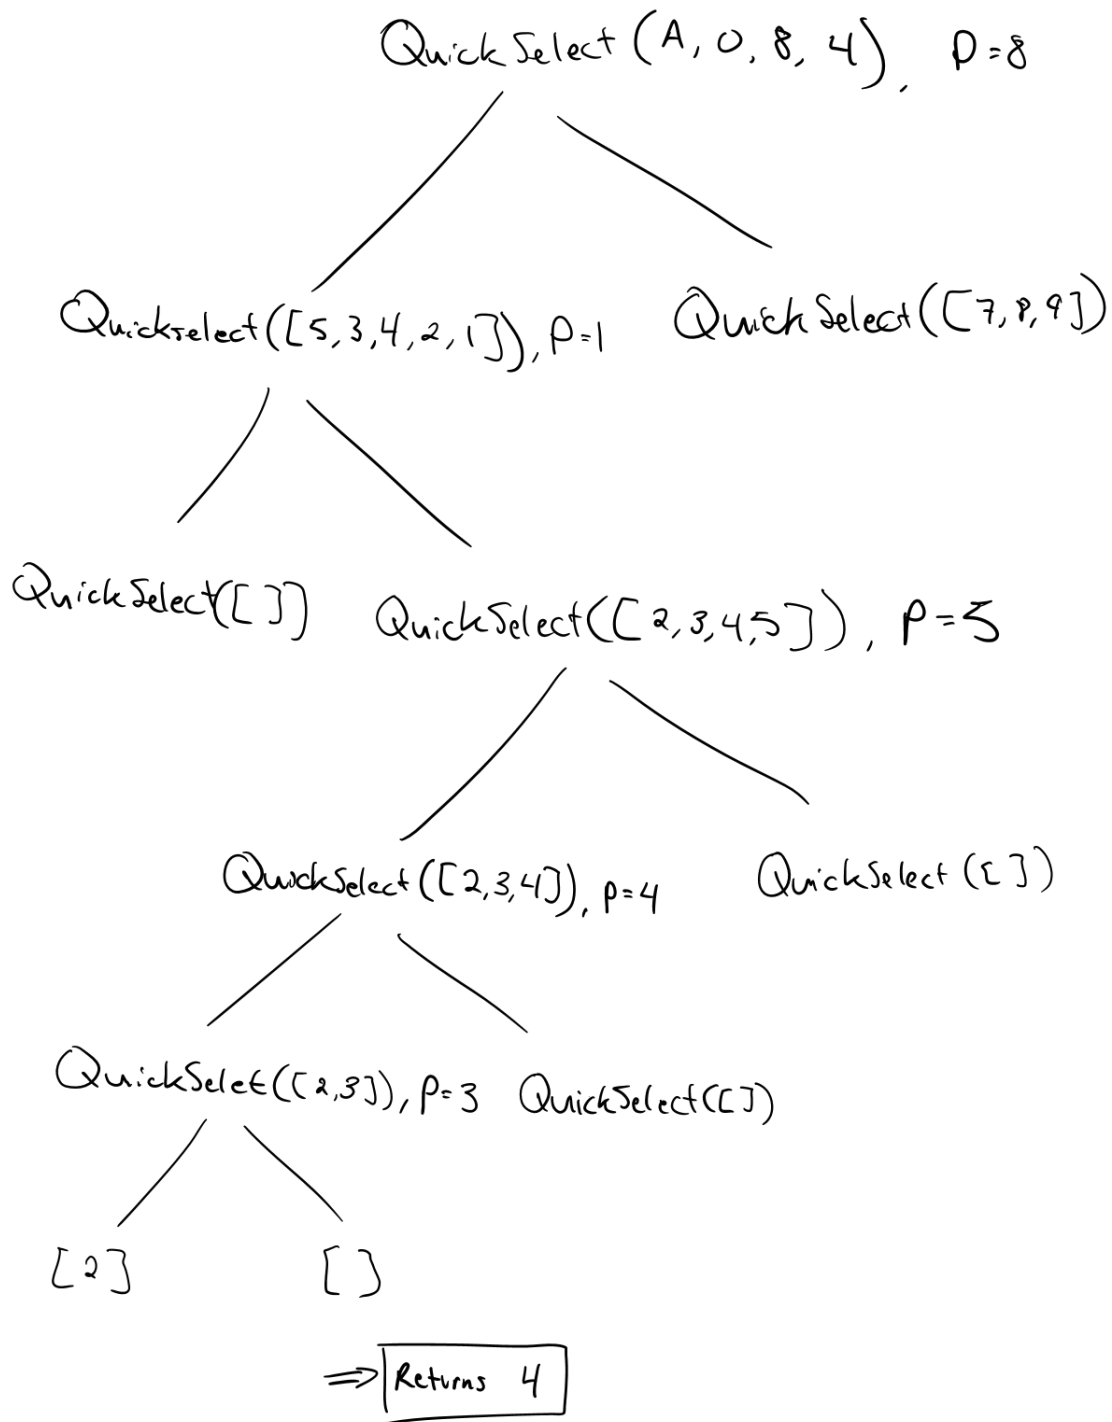 QuickSelect (A, 0, 8, 4), P=8
Quickselect([5,3,4,2,1]), P=1
QuickSelect([7,8,9])
QuickSelect([ ])
QuickSelect([2,3,4,5]), P=5
QuickSelect([2,3,4]), P=4
QuickSelect([ ])
QuickSelet([2,3]), P=3
QuickSelect([ ])
[2]
[ ]
⇒ Returns 4